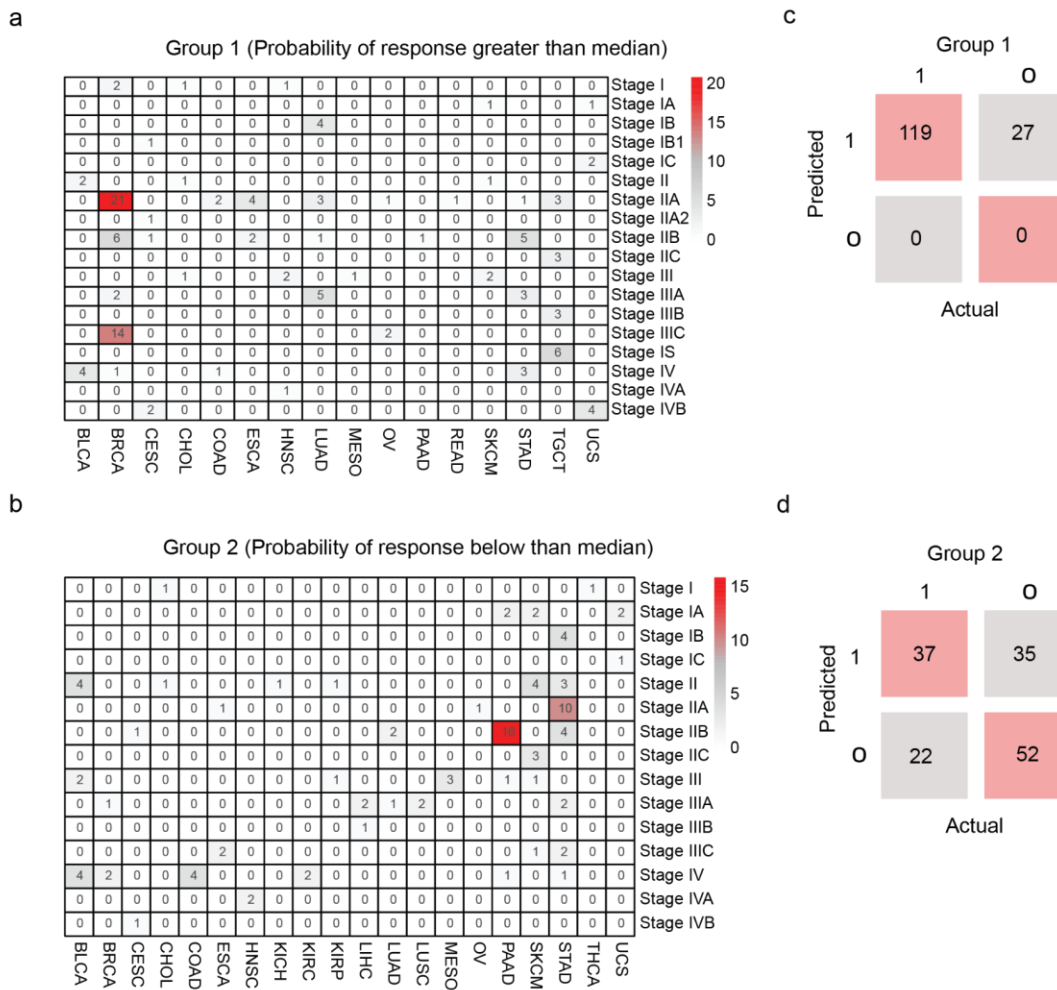 a
Group 1 (Probability of response greater than median)
0 2 0 1 0 0 1 0 0 0 0 0 0 0 0 0 Stage I
0 0 0 0 0 0 0 0 0 0 0 0 1 0 0 1 Stage IA
0 0 0 0 0 0 0 4 0 0 0 0 0 0 0 0 Stage IB
0 0 1 0 0 0 0 0 0 0 0 0 0 0 0 0 Stage IB1
0 0 0 0 0 0 0 0 0 0 0 0 0 0 0 2 Stage IC
2 0 0 1 0 0 0 0 0 0 0 0 1 0 0 0 Stage II
0 21 0 0 2 4 0 3 0 1 0 1 0 1 3 0 Stage IIA
0 0 1 0 0 0 0 0 0 0 0 0 0 0 0 0 Stage IIA2
0 6 1 0 0 2 0 1 0 0 1 0 0 5 0 0 Stage IIB
0 0 0 0 0 0 0 0 0 0 0 0 0 0 3 0 Stage IIC
0 0 0 1 0 0 2 0 1 0 0 0 2 0 0 0 Stage III
0 2 0 0 0 0 0 5 0 0 0 0 0 3 0 0 Stage IIIA
0 0 0 0 0 0 0 0 0 0 0 0 0 0 3 0 Stage IIIB
0 14 0 0 0 0 0 0 0 2 0 0 0 0 0 0 Stage IIIC
0 0 0 0 0 0 0 0 0 0 0 0 0 0 6 0 Stage IS
4 1 0 0 1 0 0 0 0 0 0 0 0 3 0 0 Stage IV
0 0 0 0 0 0 1 0 0 0 0 0 0 0 0 0 Stage IVA
0 0 2 0 0 0 0 0 0 0 0 0 0 0 0 4 Stage IVB
BLCA BRCA CESC CHOL COAD ESCA HNSC LUAD MESO OV PAAD READ SKCM STAD TGCT UCS
20
15
10
5
0
c
Group 1
1 0
Predicted
1 119 27
0 0 0
Actual
b
Group 2 (Probability of response below than median)
0 0 0 1 0 0 0 0 0 0 0 0 0 0 0 0 0 0 1 0 Stage I
0 0 0 0 0 0 0 0 0 0 0 0 0 0 0 2 2 0 0 2 Stage IA
0 0 0 0 0 0 0 0 0 0 0 0 0 0 0 0 0 4 0 0 Stage IB
0 0 0 0 0 0 0 0 0 0 0 0 0 0 0 0 0 0 0 1 Stage IC
4 0 0 1 0 0 0 1 0 1 0 0 0 0 0 0 4 3 0 0 Stage II
0 0 0 0 0 1 0 0 0 0 0 0 0 0 1 0 0 10 0 0 Stage IIA
0 0 1 0 0 0 0 0 0 0 0 2 0 0 0 16 0 4 0 0 Stage IIB
0 0 0 0 0 0 0 0 0 0 0 0 0 0 0 0 3 0 0 0 Stage IIC
2 0 0 0 0 0 0 0 0 1 0 0 0 3 0 1 1 0 0 0 Stage III
0 1 0 0 0 0 0 0 0 0 2 1 2 0 0 0 0 2 0 0 Stage IIIA
0 0 0 0 0 0 0 0 0 0 1 0 0 0 0 0 0 0 0 0 Stage IIIB
0 0 0 0 0 2 0 0 0 0 0 0 0 0 0 0 1 2 0 0 Stage IIIC
4 2 0 0 4 0 0 0 2 0 0 0 0 0 0 1 0 1 0 0 Stage IV
0 0 0 0 0 0 2 0 0 0 0 0 0 0 0 0 0 0 0 0 Stage IVA
0 0 1 0 0 0 0 0 0 0 0 0 0 0 0 0 0 0 0 0 Stage IVB
BLCA BRCA CESC CHOL COAD ESCA HNSC KICH KIRC KIRP LIHC LUAD LUSC MESO OV PAAD SKCM STAD THCA UCS
15
10
5
0
d
Group 2
1 0
Predicted
1 37 35
0 22 52
Actual